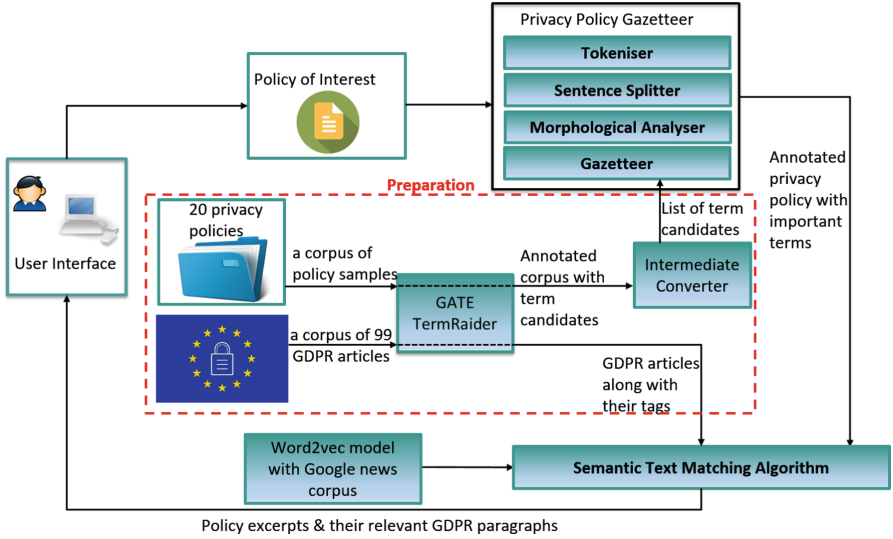 Privacy Policy Gazetteer
Tokeniser
Sentence Splitter
Morphological Analyser
Gazetteer
Policy of Interest
User Interface
Preparation
20 privacy
policies
a corpus of
policy samples
a corpus of 99
GDPR articles
GATE
TermRaider
Annotated
corpus with
term
candidates
List of term
candidates
Intermediate
Converter
Annotated
privacy
policy with
important
terms
GDPR articles
along with
their tags
Word2vec model
with Google news
corpus
Semantic Text Matching Algorithm
Policy excerpts & their relevant GDPR paragraphs